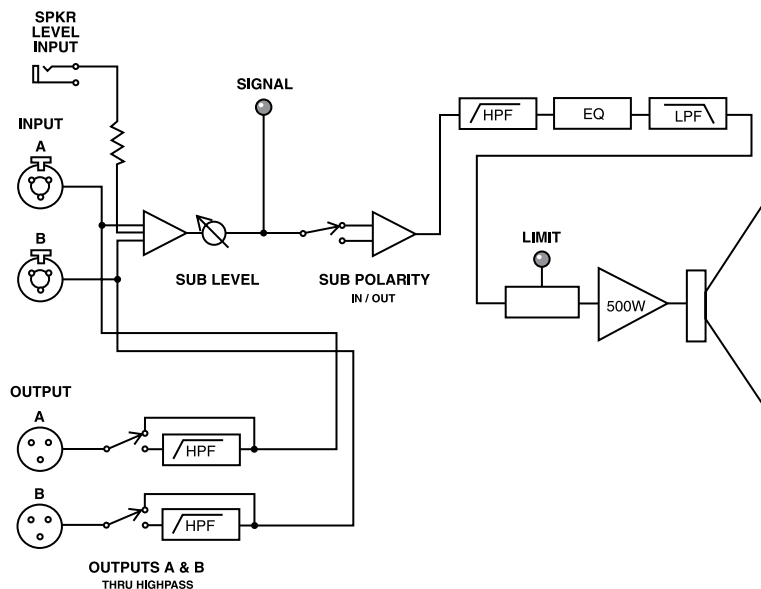 SPKR
LEVEL
INPUT
SIGNAL
INPUT
A
HPF
EQ
LPF
B
LIMIT
SUB LEVEL
SUB POLARITY
IN / OUT
500W
OUTPUT
A
HPF
B
HPF
OUTPUTS A & B
THRU HIGHPASS